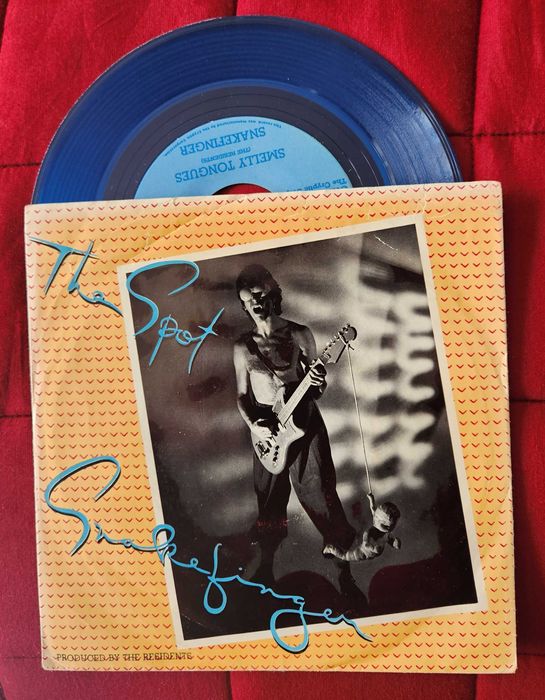 SMELLY TONGUES
(THE RESIDENTS)
SNAKEFINGER
The Spot
Snakefinger
PRODUCED BY THE RESIDENTS